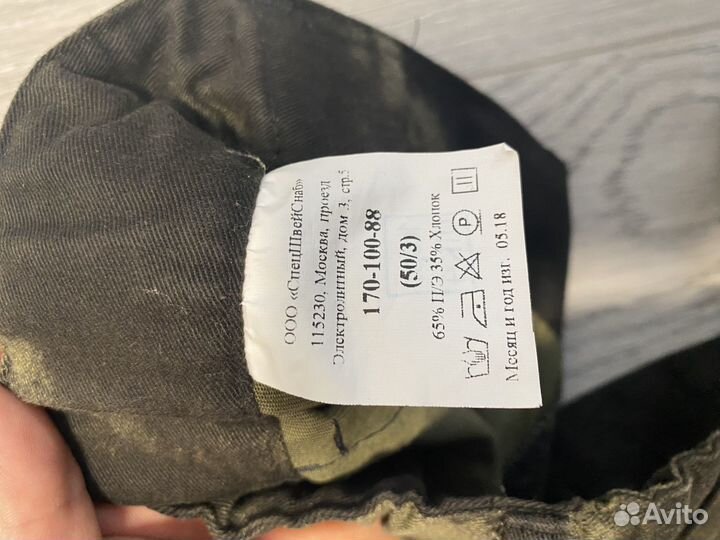 ООО «СпецШвейСнаб»
115230, Москва, проезд
Электролитный, дом .3, стр.5
170-100-88
(50/3)
65% П/Э 35% Хлопок
P
Месяц и год изг. 05.18
Avito